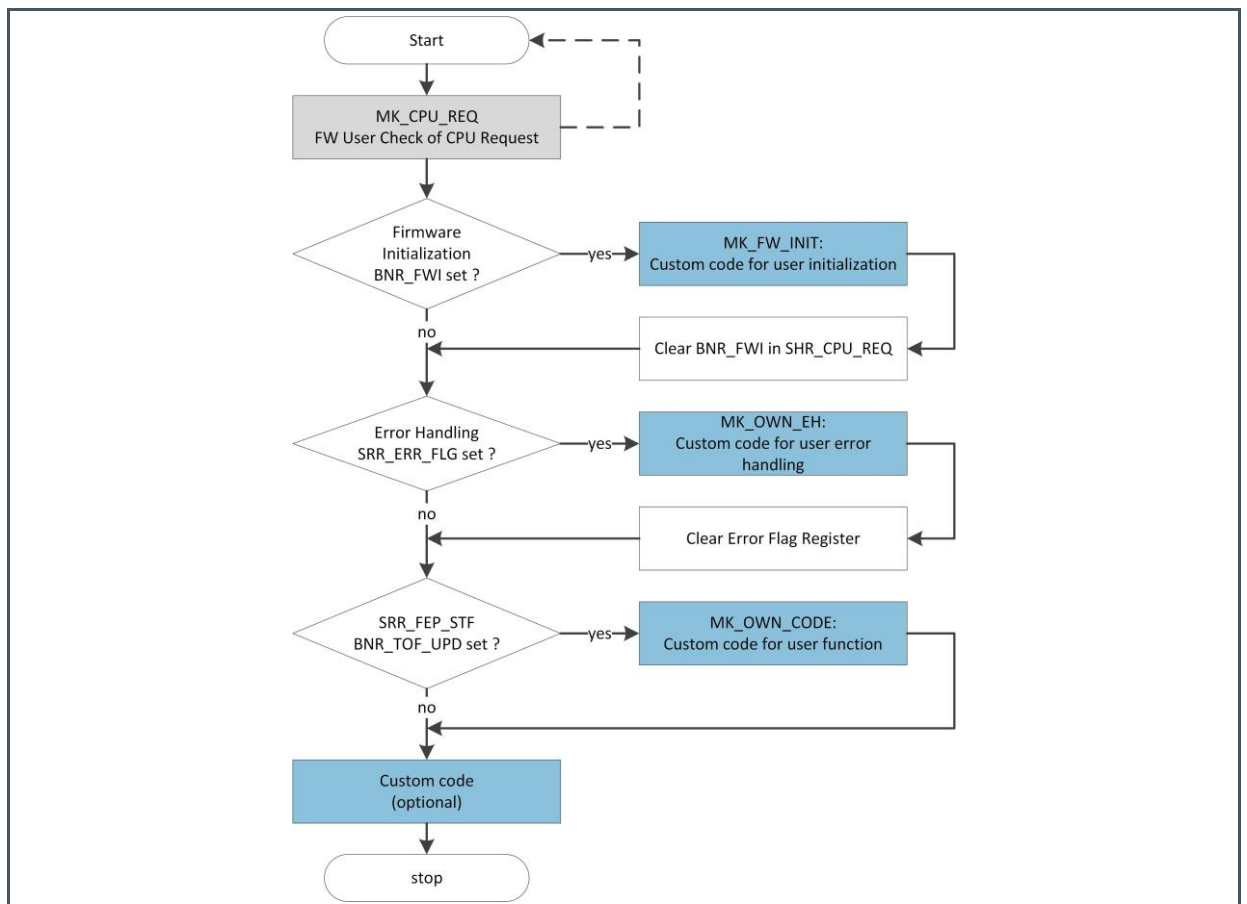 Start
MK_CPU_REQ
FW User Check of CPU Request
Firmware
Initialization
BNR_FWI set ?
yes
MK_FW_INIT:
Custom code for user initialization
no
Clear BNR_FWI in SHR_CPU_REQ
Error Handling
SRR_ERR_FLG set ?
yes
MK_OWN_EH:
Custom code for user error
handling
no
Clear Error Flag Register
SRR_FEP_STF
BNR_TOF_UPD set ?
yes
MK_OWN_CODE:
Custom code for user function
no
Custom code
(optional)
stop